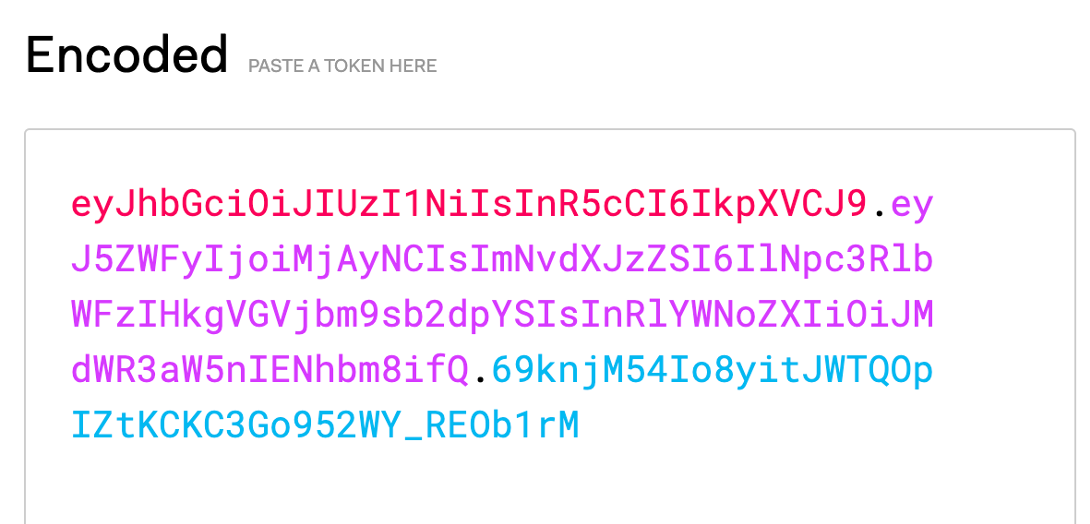 Encoded PASTE A TOKEN HERE
eyJhbGciOiJIUzI1NiIsInR5cCI6IkpXVCJ9.ey
J5ZWFyIjoiMjAyNCIsImNvdXJzZSI6IlNpc3Rlb
WFzIHkgVGVjbm9sb2dpYSIsInRlYWNoZXIiOiJM
dWR3aW5nIENhbm8ifQ.69knjM54Io8yitJWTQOp
IZtKCKC3Go952WY_REOb1rM